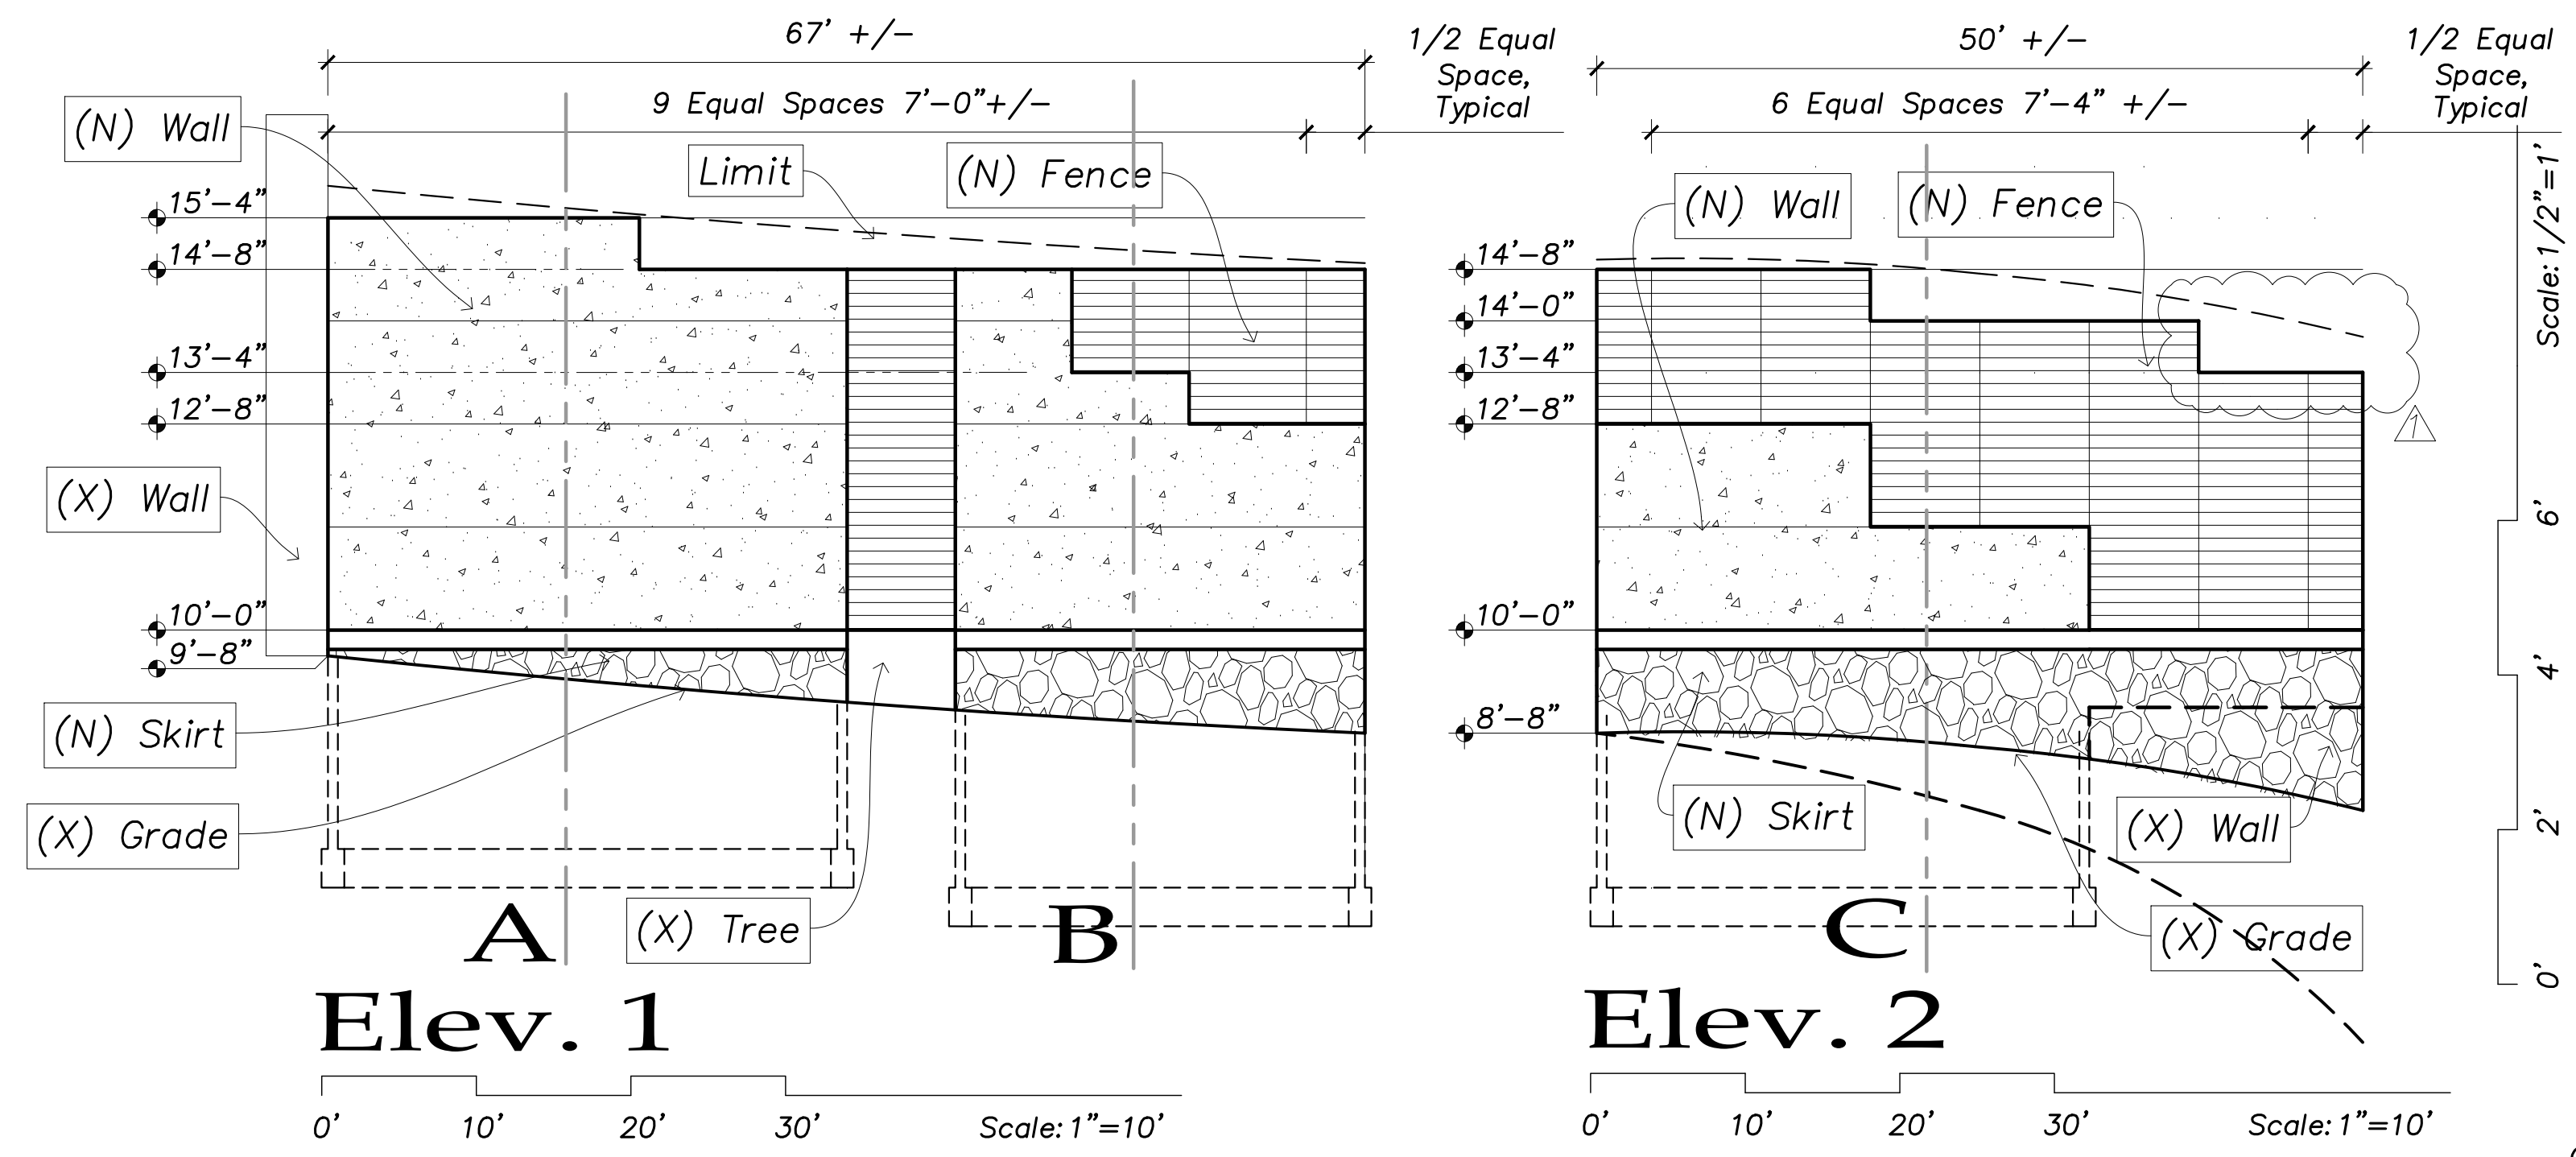 67' +/-
1/2 Equal
Space,
Typical
9 Equal Spaces 7'-0"+/-
(N) Wall
Limit
(N) Fence
15'-4"
14'-8"
13'-4"
12'-8"
(X) Wall
10'-0"
9'-8"
(N) Skirt
(X) Grade
(X) Tree
A
B
Elev. 1
0'
10'
20'
30'
Scale: 1"=10'
50' +/-
1/2 Equal
Space,
Typical
6 Equal Spaces 7'-4" +/-
(N) Wall
(N) Fence
14'-8"
14'-0"
13'-4"
12'-8"
1
10'-0"
8'-8"
(N) Skirt
(X) Wall
(X) Grade
C
Elev. 2
0'
10'
20'
30'
Scale: 1"=10'
Scale: 1/2"=1'
6'
4'
2'
0'